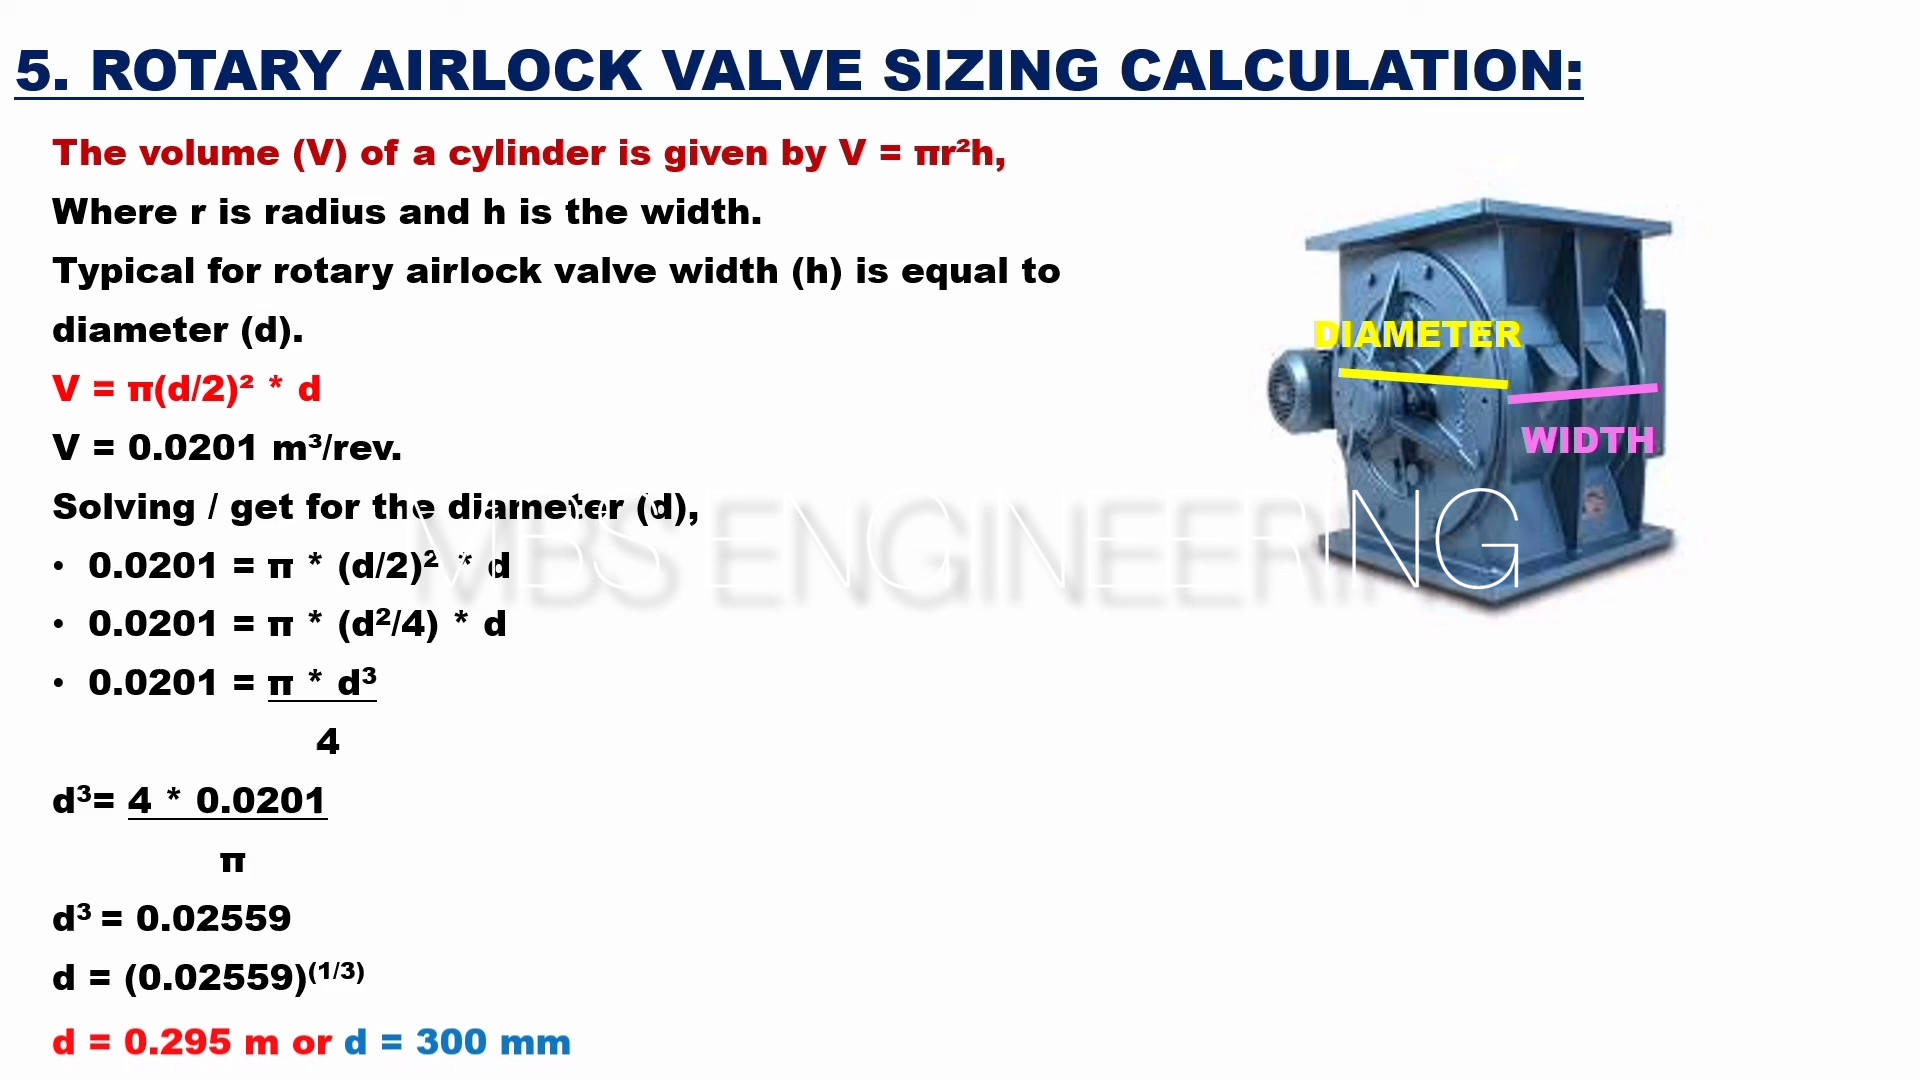 5. ROTARY AIRLOCK VALVE SIZING CALCULATION:
The volume (V) of a cylinder is given by V = πr²h,
Where r is radius and h is the width.
Typical for rotary airlock valve width (h) is equal to
diameter (d).
V = π(d/2)² * d
V = 0.0201 m³/rev.
Solving / get for the diameter (d),
• 0.0201 = π * (d/2)² * d
• 0.0201 = π * (d²/4) * d
• 0.0201 = π * d³
4
d³= 4 * 0.0201
π
d³ = 0.02559
d = (0.02559)⁽¹/³⁾
d = 0.295 m or d = 300 mm
DIAMETER
WIDTH
MBS ENGINEERING